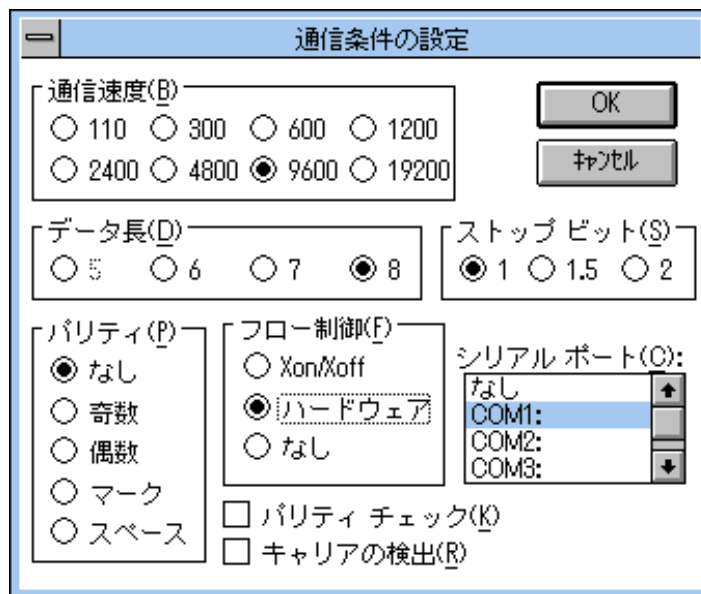 通信条件の設定
通信速度(B)
110 300 600 1200
2400 4800 9600 19200
OK
ｷｬﾝｾﾙ
データ長(D)
5 6 7 8
ストップ ビット(S)
1 1.5 2
パリティ(P)
なし
奇数
偶数
マーク
スペース
フロー制御(F)
Xon/Xoff
ハードウェア
なし
シリアル ポート(C):
なし
COM1:
COM2:
COM3:
パリティ チェック(K)
キャリアの検出(R)